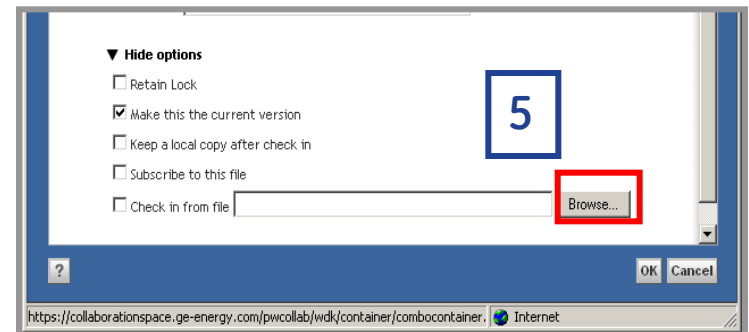 ▼ Hide options
Retain Lock
Make this the current version
Keep a local copy after check in
Subscribe to this file
Check in from file Browse...
5
? OK Cancel
https://collaborationspace.ge-energy.com/pwcollab/wdk/container/combocontainer. Internet